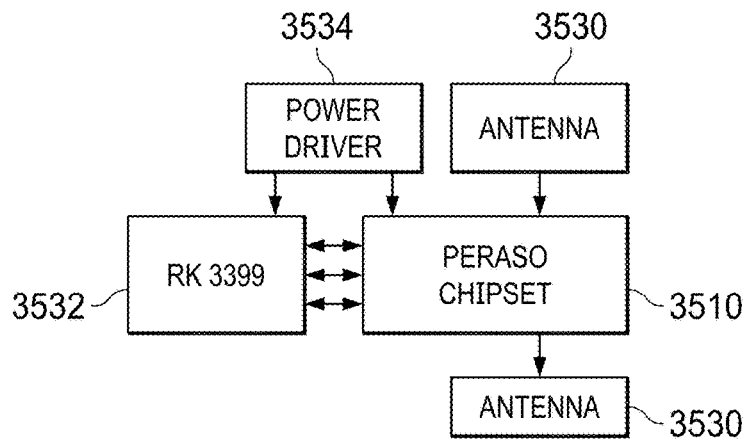 3534
3530
POWER
DRIVER
ANTENNA
RK 3399
PERASO
CHIPSET
3532
3510
ANTENNA
3530